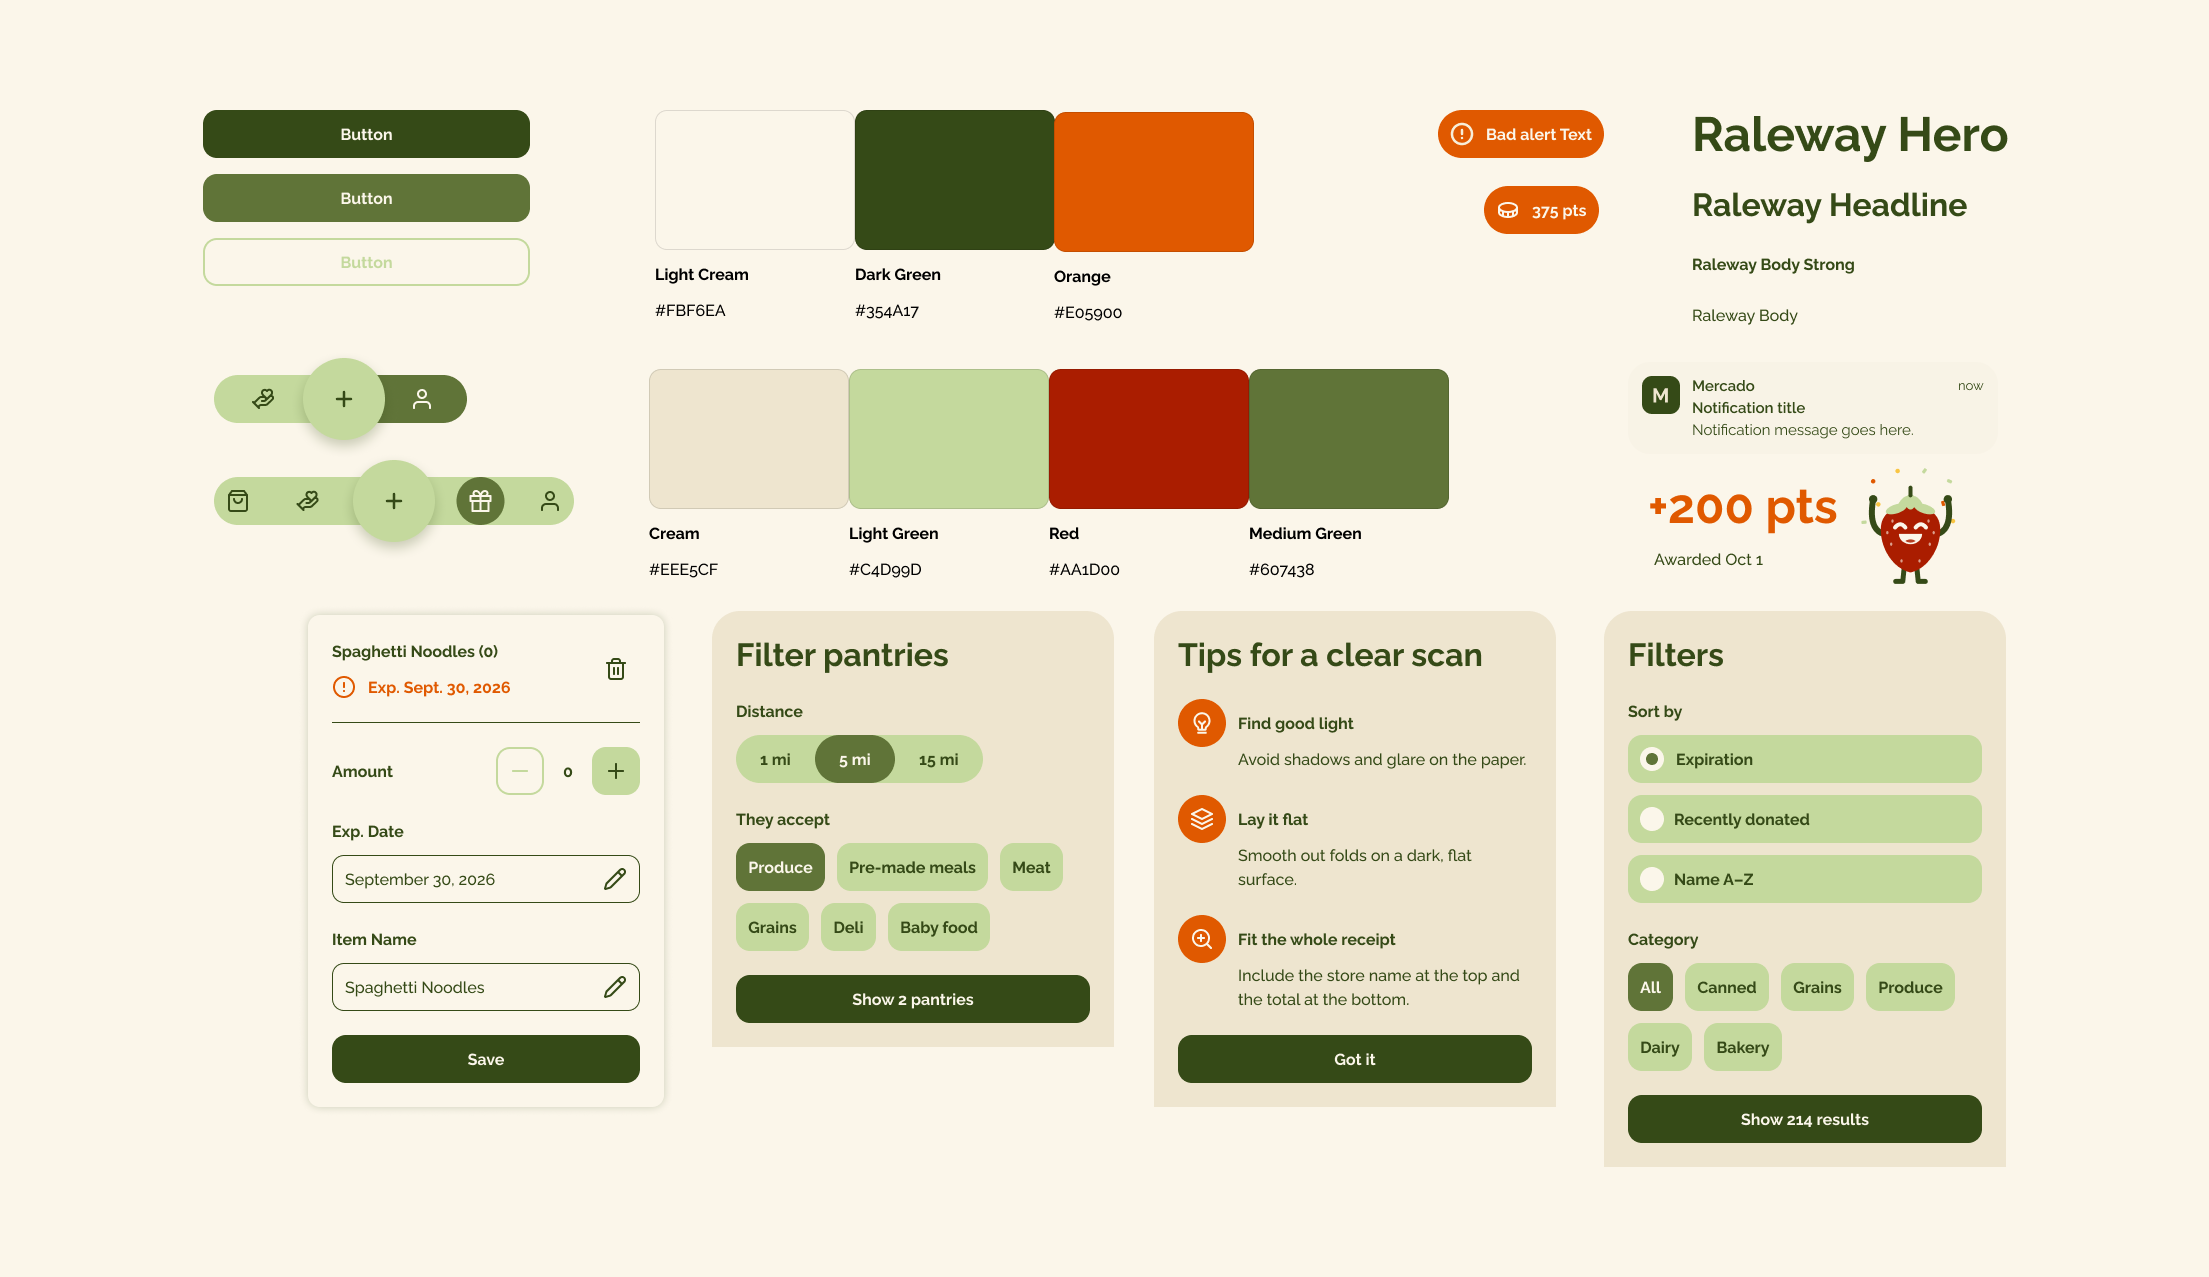 Button
Button
Button
Light Cream
#FBF6EA
Dark Green
#354A17
Orange
#E05900
Bad alert Text
375 pts
Raleway Hero
Raleway Headline
Raleway Body Strong
Raleway Body
Cream
#EEE5CF
Light Green
#C4D99D
Red
#AA1D00
Medium Green
#607438
M
Mercado
now
Notification title
Notification message goes here.
+200 pts
Awarded Oct 1
Spaghetti Noodles (0)
Exp. Sept. 30, 2026
Amount
0
Exp. Date
September 30, 2026
Item Name
Spaghetti Noodles
Save
Filter pantries
Distance
1 mi
5 mi
15 mi
They accept
Produce
Pre-made meals
Meat
Grains
Deli
Baby food
Show 2 pantries
Tips for a clear scan
Find good light
Avoid shadows and glare on the paper.
Lay it flat
Smooth out folds on a dark, flat
surface.
Fit the whole receipt
Include the store name at the top and
the total at the bottom.
Got it
Filters
Sort by
Expiration
Recently donated
Name A–Z
Category
All
Canned
Grains
Produce
Dairy
Bakery
Show 214 results